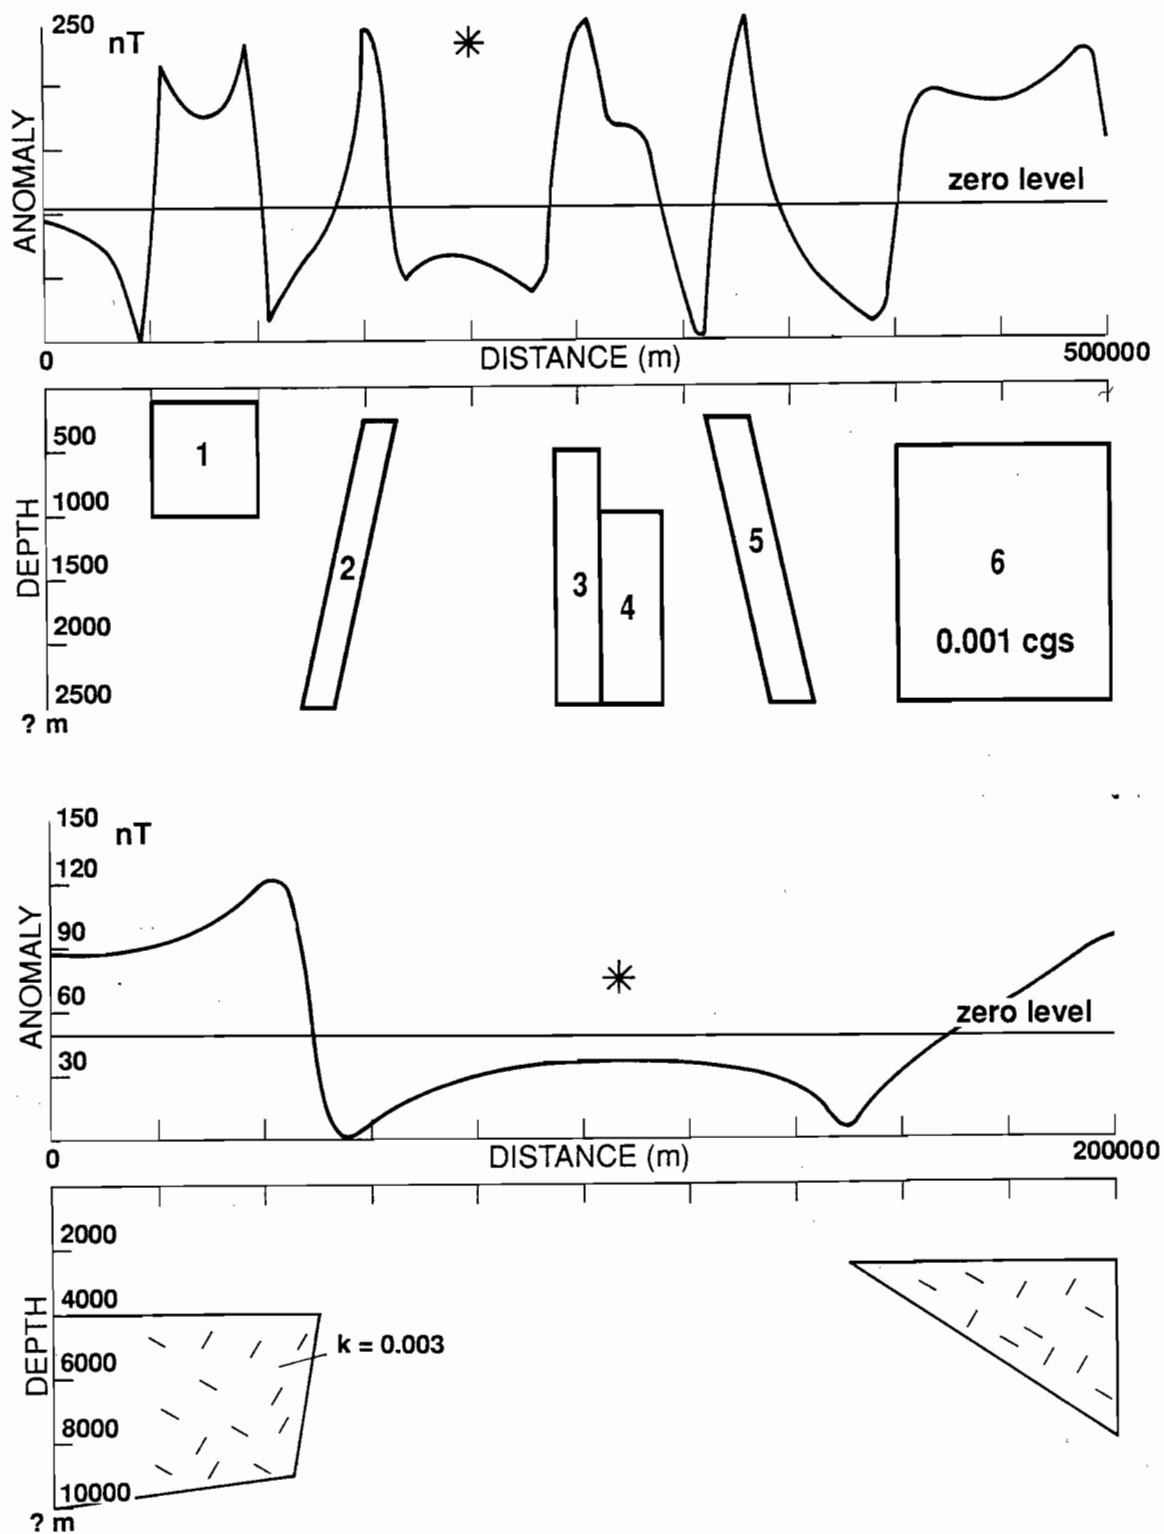 250
nT
*
ANOMALY
zero level
0
DISTANCE (m)
500000
DEPTH
500
1000
1500
2000
2500
? m
1
2
3
4
5
6
0.001 cgs
150
nT
120
90
60
30
ANOMALY
*
zero level
0
DISTANCE (m)
200000
DEPTH
2000
4000
6000
8000
10000
? m
k = 0.003